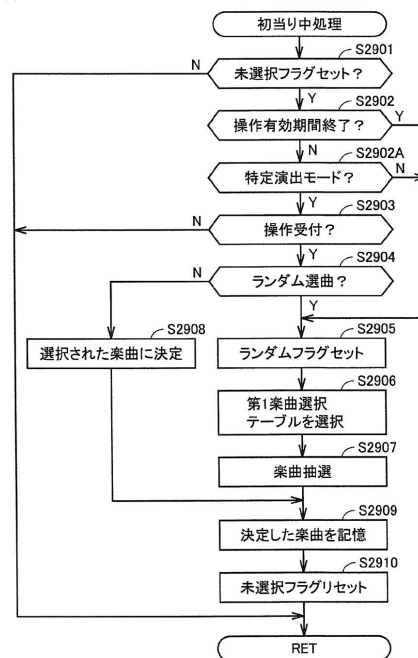 初当り中処理
S2901
N
未選択フラグセット?
Y
S2902
操作有効期間終了?
Y
N
S2902A
特定演出モード?
N
Y
S2903
N
操作受付?
Y
S2904
N
ランダム選曲?
Y
S2908
選択された楽曲に決定
S2905
ランダムフラグセット
S2906
第1楽曲選択
テーブルを選択
S2907
楽曲抽選
S2909
決定した楽曲を記憶
S2910
未選択フラグリセット
RET